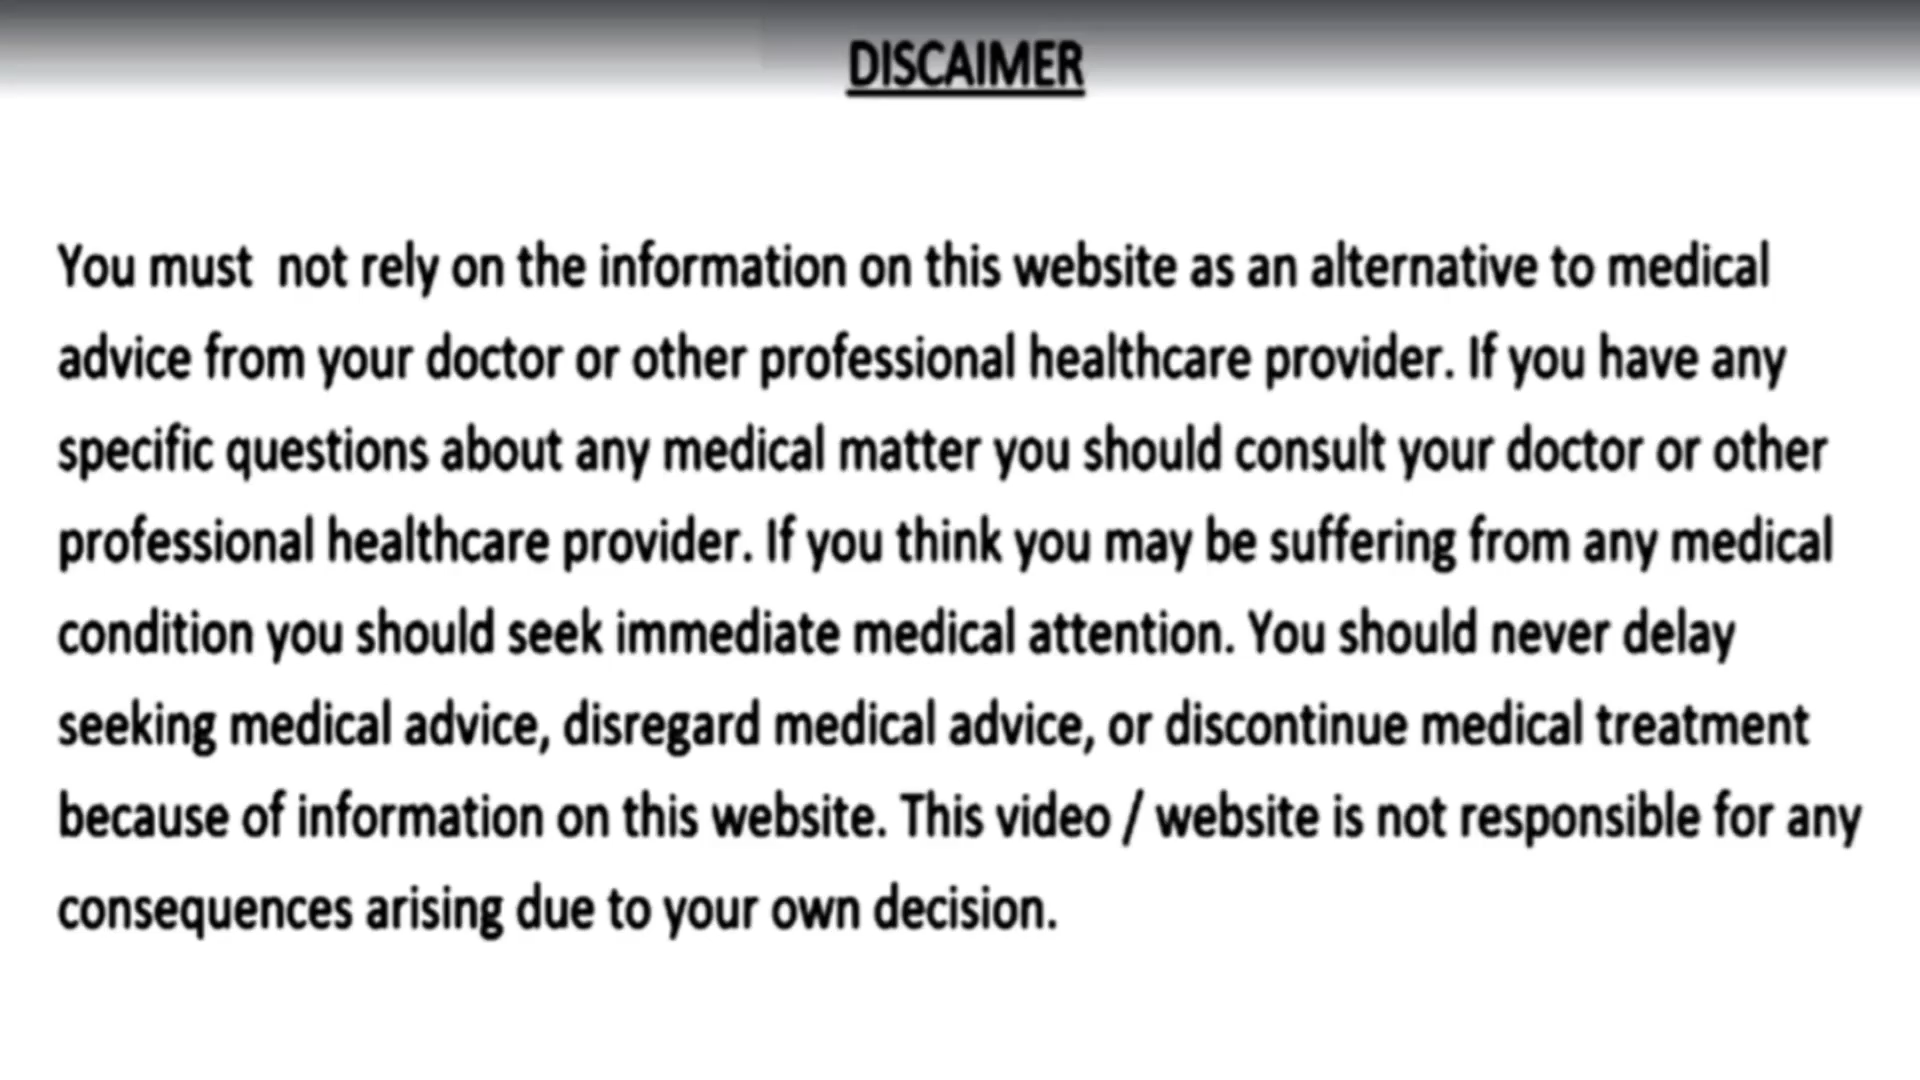 DISCAIMER
You must  not rely on the information on this website as an alternative to medical
advice from your doctor or other professional healthcare provider. If you have any
specific questions about any medical matter you should consult your doctor or other
professional healthcare provider. If you think you may be suffering from any medical
condition you should seek immediate medical attention. You should never delay
seeking medical advice, disregard medical advice, or discontinue medical treatment
because of information on this website. This video / website is not responsible for any
consequences arising due to your own decision.